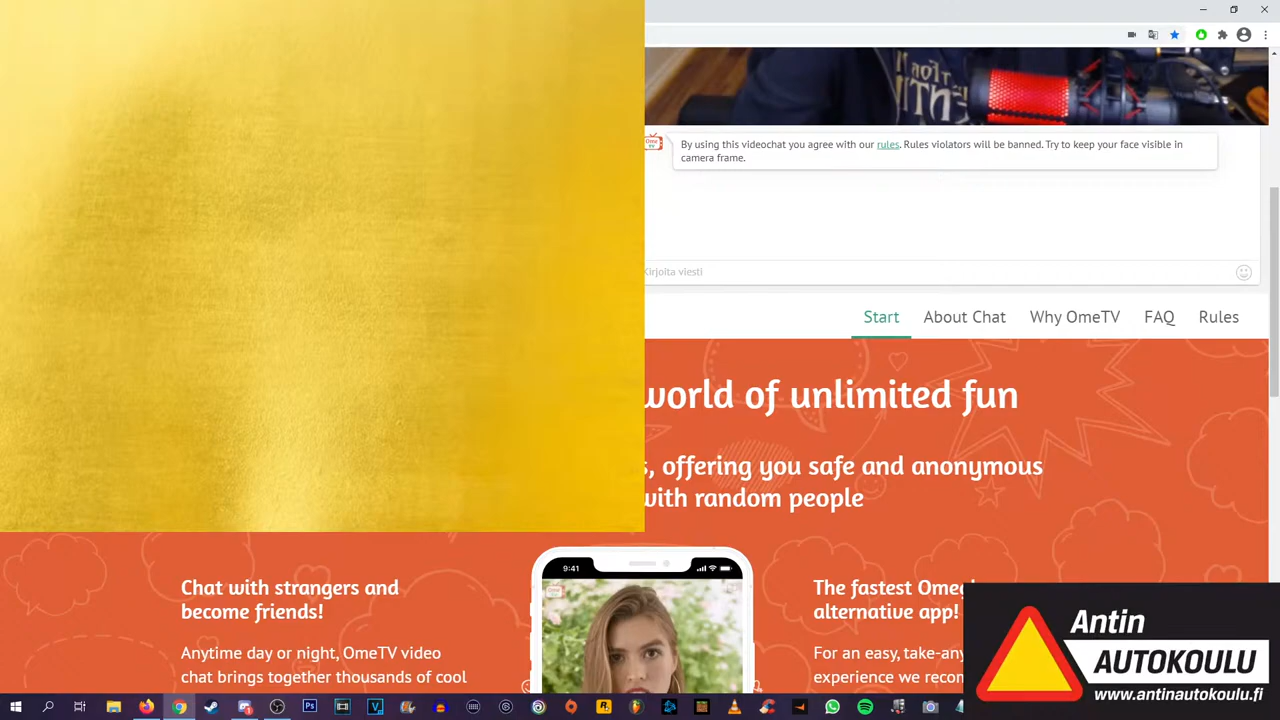 By using this videochat you agree with our rules. Rules violators will be banned. Try to keep your face visible in
camera frame.
Kirjoita viesti
Start
About Chat
Why OmeTV
FAQ
Rules
world of unlimited fun
s, offering you safe and anonymous
with random people
Chat with strangers and
become friends!
Anytime day or night, OmeTV video
chat brings together thousands of cool
9:41
The fastest Omeg
alternative app!
For an easy, take-any
experience we recom
Antin
AUTOKOULU
www.antinautokoulu.fi